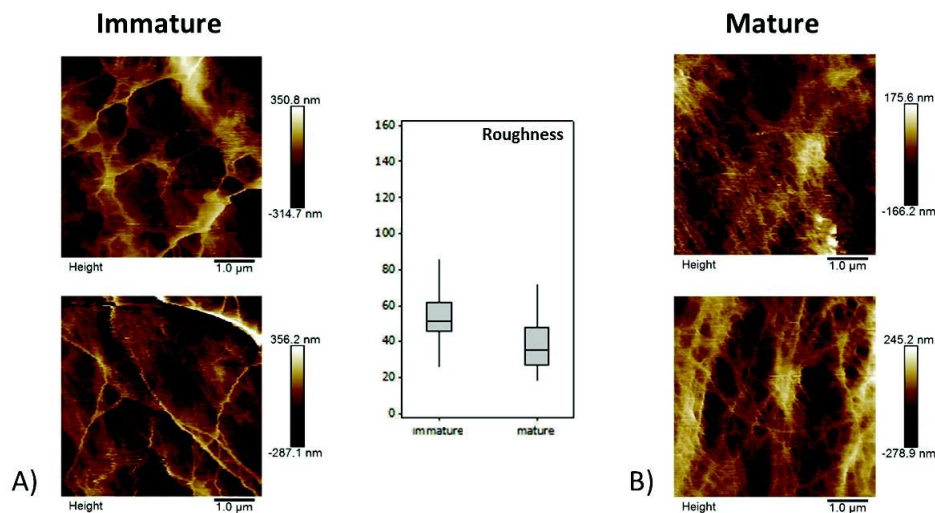 Immature
Mature
350.8 nm
-314.7 nm
Height
1.0 µm
356.2 nm
-287.1 nm
A)
Height
1.0 µm
Roughness
160
140
120
100
80
60
40
20
0
immature
mature
175.6 nm
-166.2 nm
Height
1.0 µm
245.2 nm
-278.9 nm
B)
Height
1.0 µm